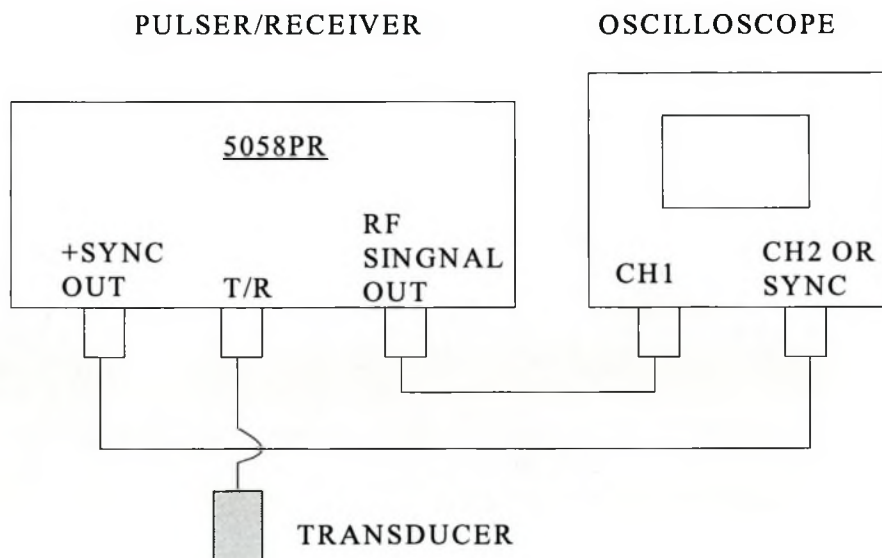 PULSER/RECEIVER
OSCILLOSCOPE
5058PR
+SYNC
OUT
T/R
RF
SINGNAL
OUT
CH1
CH2 OR
SYNC
TRANSDUCER